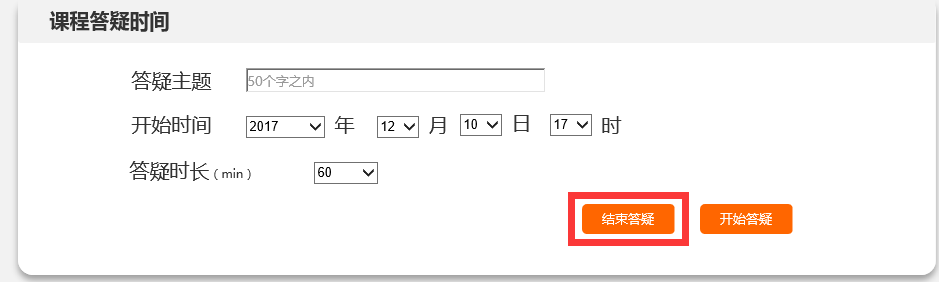 课程答疑时间
答疑主题 50个字之内
开始时间 2017 年 12 月 10 日 17 时
答疑时长（min） 60
结束答疑 开始答疑